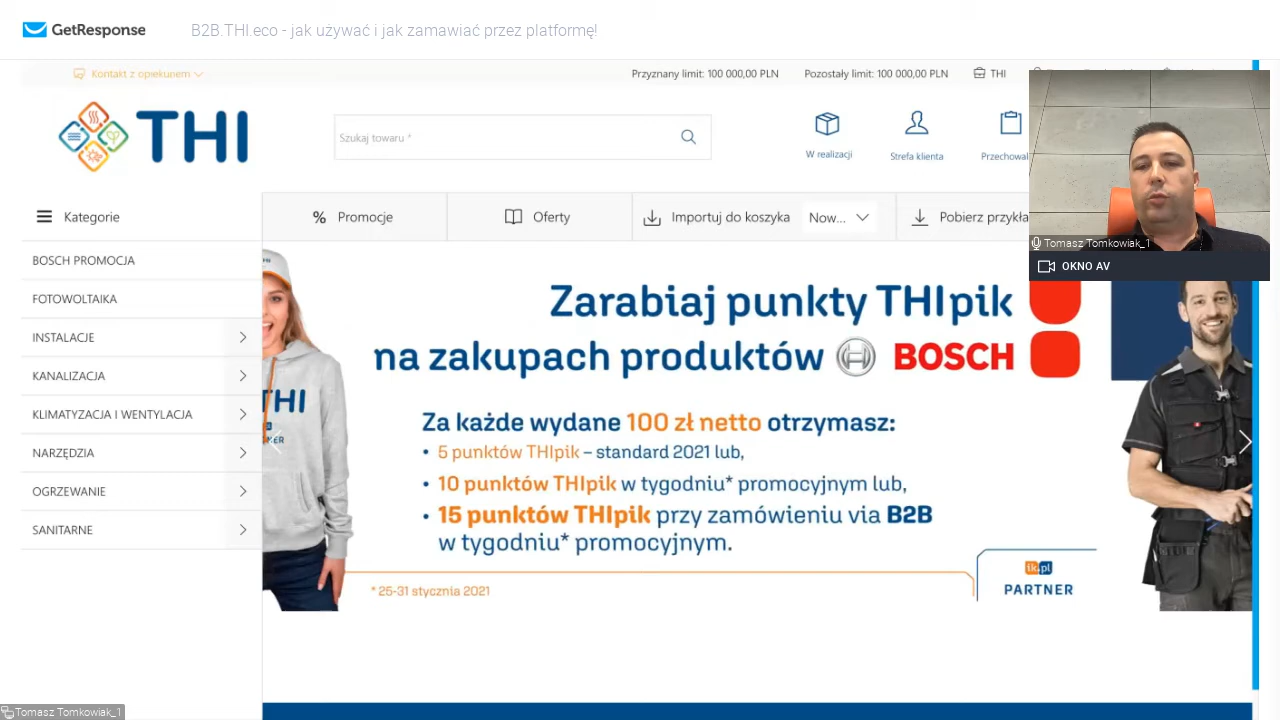 GetResponse
B2B.THI.eco - jak używać i jak zamawiać przez platformę!
Kontakt z opiekunem
Przyznany limit: 100 000,00 PLN
Pozostały limit: 100 000,00 PLN
THI
THI
Szukaj towaru *
W realizacji
Strefa klienta
Przechowal
Tomasz Tomkowiak_1
OKNO AV
Kategorie
Promocje
Oferty
Importuj do koszyka
Now...
Pobierz przykła
BOSCH PROMOCJA
FOTOWOLTAIKA
INSTALACJE
KANALIZACJA
KLIMATYZACJA I WENTYLACJA
NARZĘDZIA
OGRZEWANIE
SANITARNE
Zarabiaj punkty THIpik
na zakupach produktów BOSCH
THI
Za każde wydane 100 zł netto otrzymasz:
• 5 punktów THIpik – standard 2021 lub,
• 10 punktów THIpik w tygodniu* promocyjnym lub,
• 15 punktów THIpik przy zamówieniu via B2B
w tygodniu* promocyjnym.
* 25-31 stycznia 2021
1k.pl
PARTNER
Tomasz Tomkowiak_1